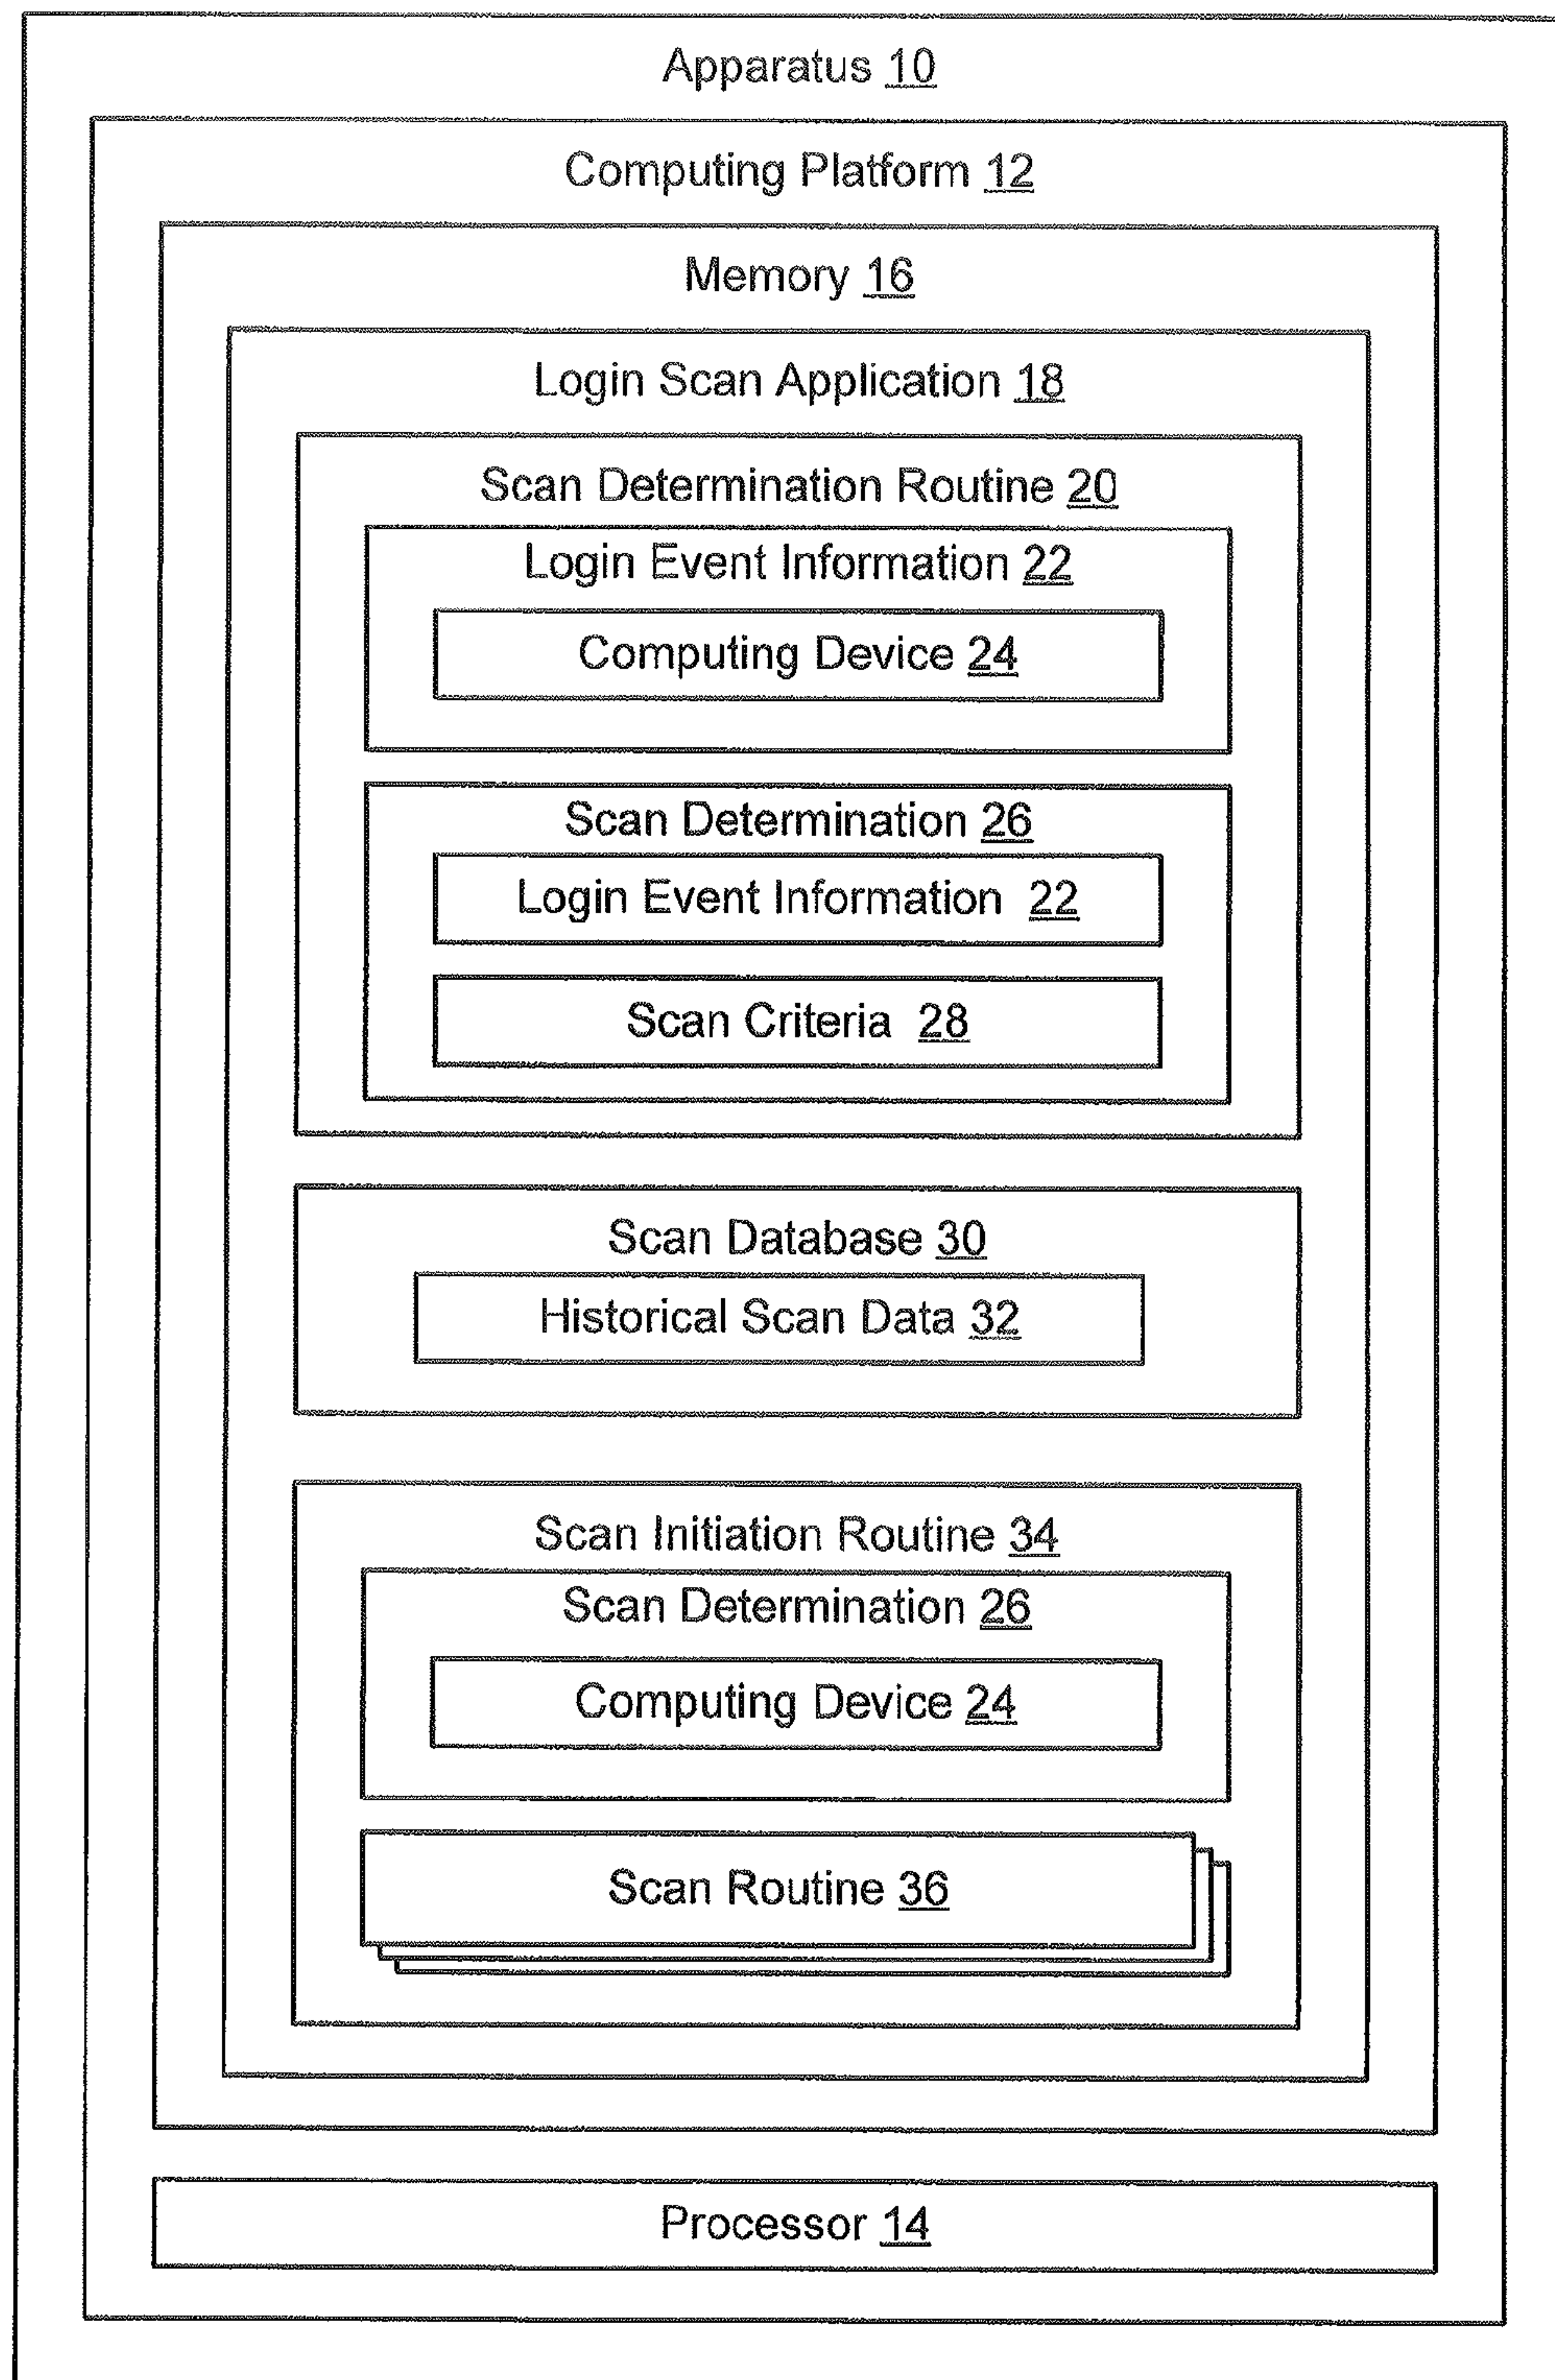 Apparatus 10
Computing Platform 12
Memory 16
Login Scan Application 18
Scan Determination Routine 20
Login Event Information 22
Computing Device 24
Scan Determination 26
Login Event Information 22
Scan Criteria 28
Scan Database 30
Historical Scan Data 32
Scan Initiation Routine 34
Scan Determination 26
Computing Device 24
Scan Routine 36
Processor 14